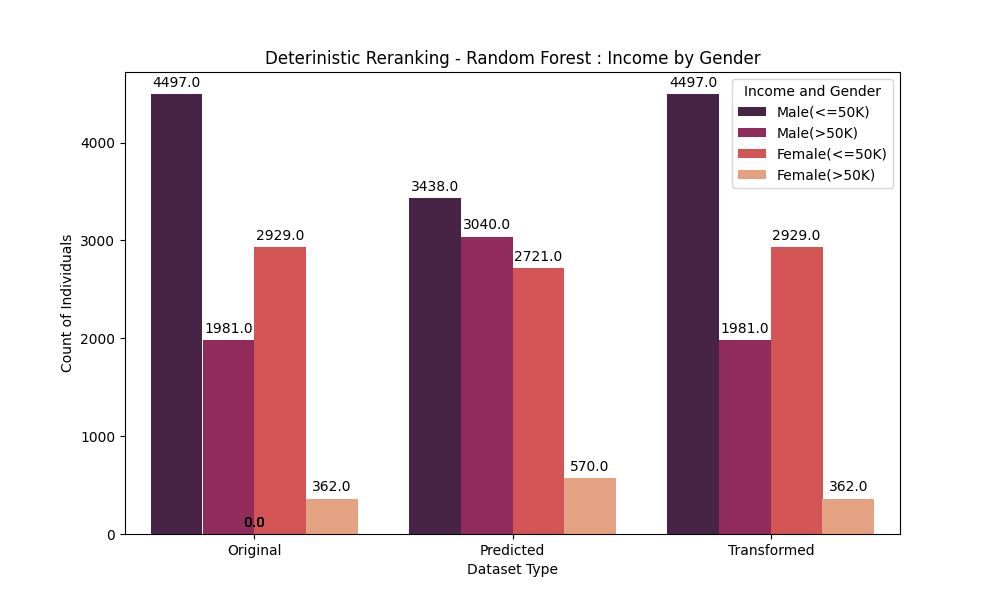 Deterinistic Reranking - Random Forest : Income by Gender
Count of Individuals
4000
3000
2000
1000
0
4497.0
1981.0
2929.0
362.0
0.0
3438.0
3040.0
2721.0
570.0
4497.0
1981.0
2929.0
362.0
Income and Gender
Male(<=50K)
Male(>50K)
Female(<=50K)
Female(>50K)
Original
Predicted
Transformed
Dataset Type